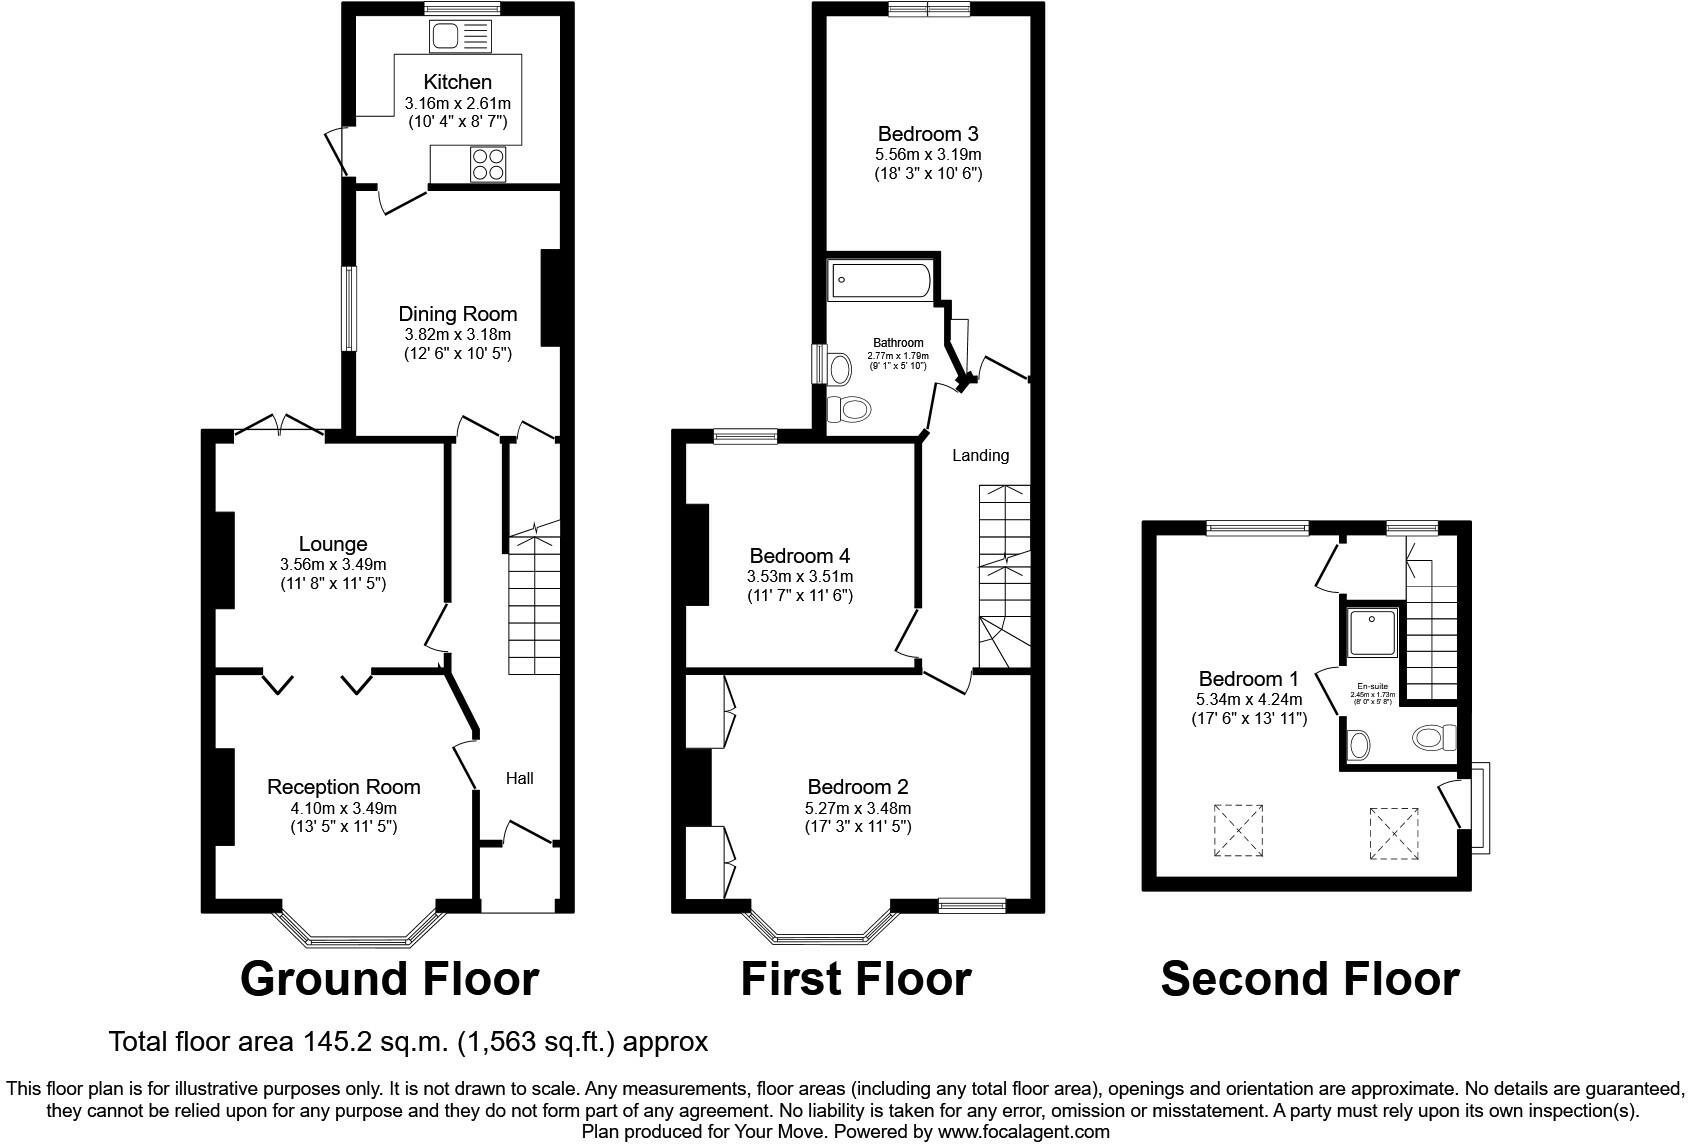 Kitchen
3.16m x 2.61m
(10' 4" x 8' 7")
Dining Room
3.82m x 3.18m
(12' 6" x 10' 5")
Lounge
3.56m x 3.49m
(11' 8" x 11' 5")
Reception Room
4.10m x 3.49m
(13' 5" x 11' 5")
Hall
Ground Floor
Bedroom 3
5.56m x 3.19m
(18' 3" x 10' 6")
Bathroom
2.77m x 1.79m
(9' 1" x 5' 10")
Landing
Bedroom 4
3.53m x 3.51m
(11' 7" x 11' 6")
Bedroom 2
5.27m x 3.48m
(17' 3" x 11' 5")
First Floor
Bedroom 1
5.34m x 4.24m
(17' 6" x 13' 11")
En-suite
2.45m x 1.73m
(8' 0" x 5' 8")
Second Floor
Total floor area 145.2 sq.m. (1,563 sq.ft.) approx
This floor plan is for illustrative purposes only. It is not drawn to scale. Any measurements, floor areas (including any total floor area), openings and orientation are approximate. No details are guaranteed,
they cannot be relied upon for any purpose and they do not form part of any agreement. No liability is taken for any error, omission or misstatement. A party must rely upon its own inspection(s).
Plan produced for Your Move. Powered by www.focalagent.com